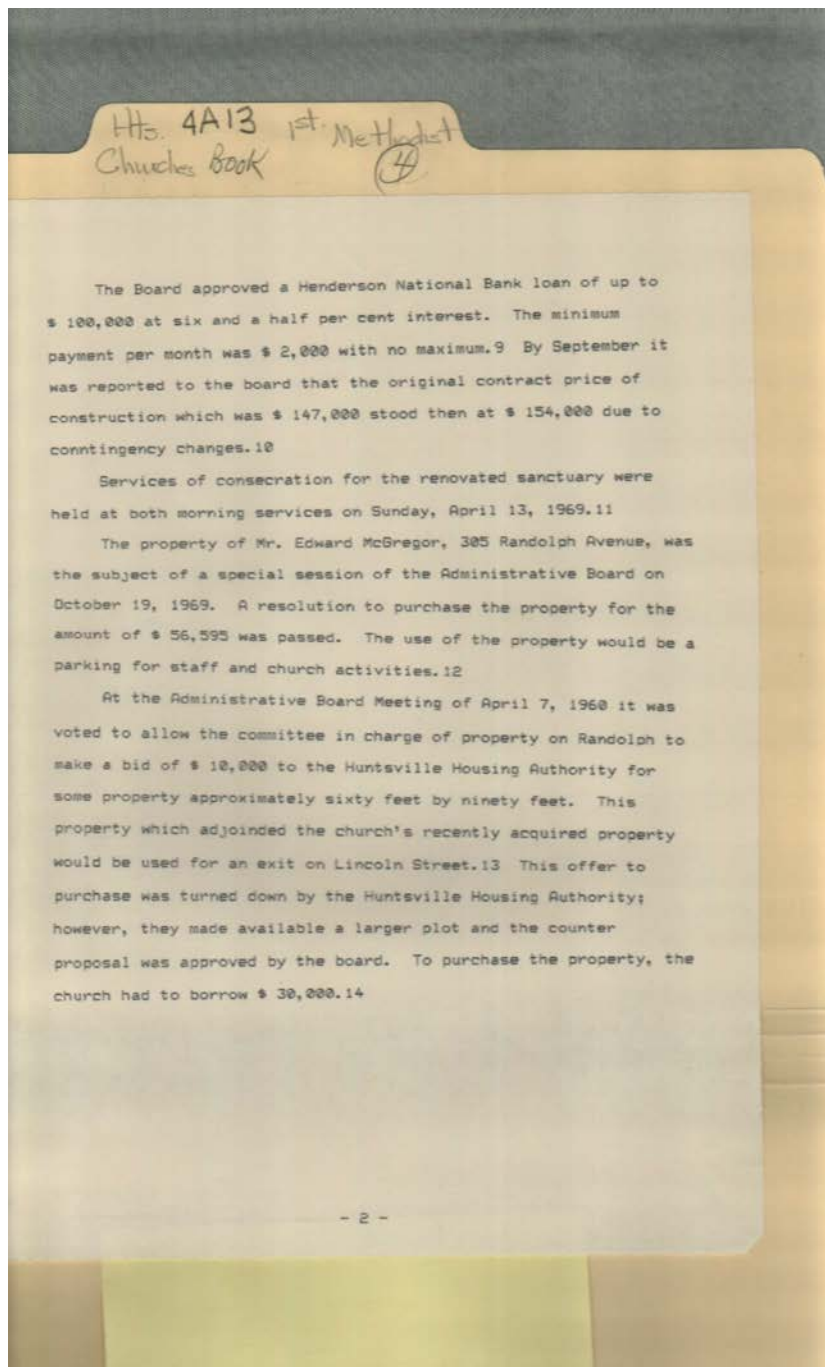 Hts. 4A13 1st. Methodist
Churches Book 4
The Board approved a Henderson National Bank loan of up to
$ 100,000 at six and a half per cent interest. The minimum
payment per month was $ 2,000 with no maximum.9 By September it
was reported to the board that the original contract price of
construction which was $ 147,000 stood then at $ 154,000 due to
conntingency changes.10
Services of consecration for the renovated sanctuary were
held at both morning services on Sunday, April 13, 1969.11
The property of Mr. Edward McGregor, 305 Randolph Avenue, was
the subject of a special session of the Administrative Board on
October 19, 1969. A resolution to purchase the property for the
amount of $ 56,595 was passed. The use of the property would be a
parking for staff and church activities.12
At the Administrative Board Meeting of April 7, 1960 it was
voted to allow the committee in charge of property on Randolph to
make a bid of $ 10,000 to the Huntsville Housing Authority for
some property approximately sixty feet by ninety feet. This
property which adjoinded the church's recently acquired property
would be used for an exit on Lincoln Street.13 This offer to
purchase was turned down by the Huntsville Housing Authority;
however, they made available a larger plot and the counter
proposal was approved by the board. To purchase the property, the
church had to borrow $ 30,000.14
- 2 -